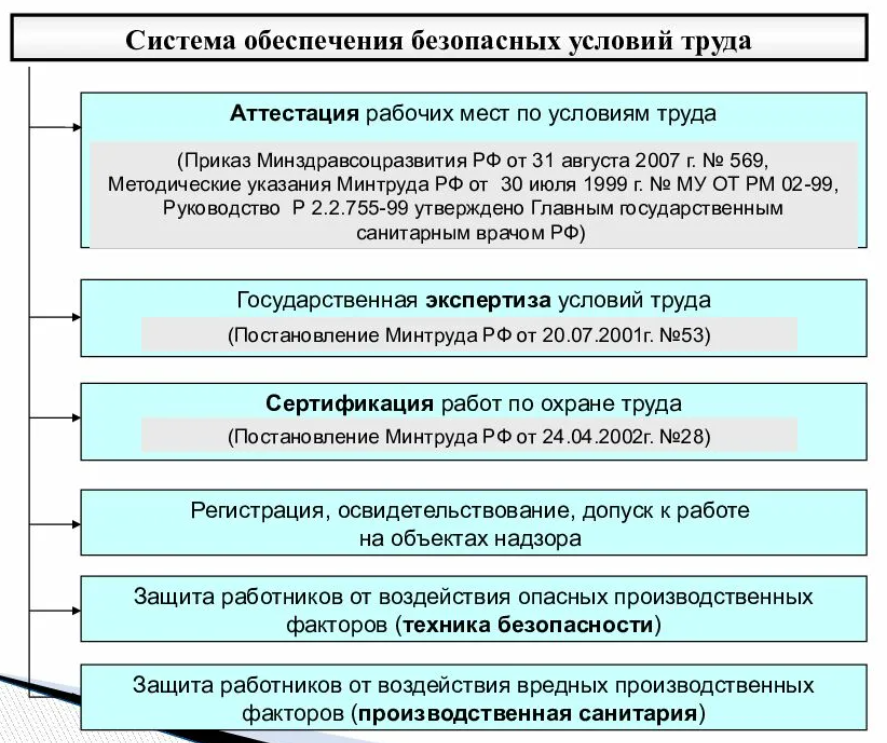 Система обеспечения безопасных условий труда
Аттестация рабочих мест по условиям труда
(Приказ Минздравсоцразвития РФ от 31 августа 2007 г. № 569,
Методические указания Минтруда РФ от 30 июля 1999 г. № МУ ОТ РМ 02-99,
Руководство Р 2.2.755-99 утверждено Главным государственным
санитарным врачом РФ)
Государственная экспертиза условий труда
(Постановление Минтруда РФ от 20.07.2001г. №53)
Сертификация работ по охране труда
(Постановление Минтруда РФ от 24.04.2002г. №28)
Регистрация, освидетельствование, допуск к работе
на объектах надзора
Защита работников от воздействия опасных производственных
факторов (техника безопасности)
Защита работников от воздействия вредных производственных
факторов (производственная санитария)